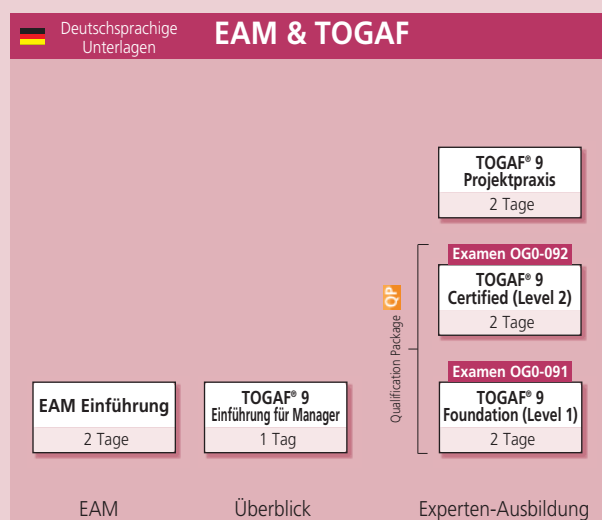 Deutschsprachige
Unterlagen
EAM & TOGAF
TOGAF® 9
Projektpraxis
2 Tage
Examen OG0-092
TOGAF® 9
Certified (Level 2)
2 Tage
Qualification Package QP
Examen OG0-091
TOGAF® 9
Foundation (Level 1)
2 Tage
EAM Einführung
2 Tage
TOGAF® 9
Einführung für Manager
1 Tag
EAM
Überblick
Experten-Ausbildung